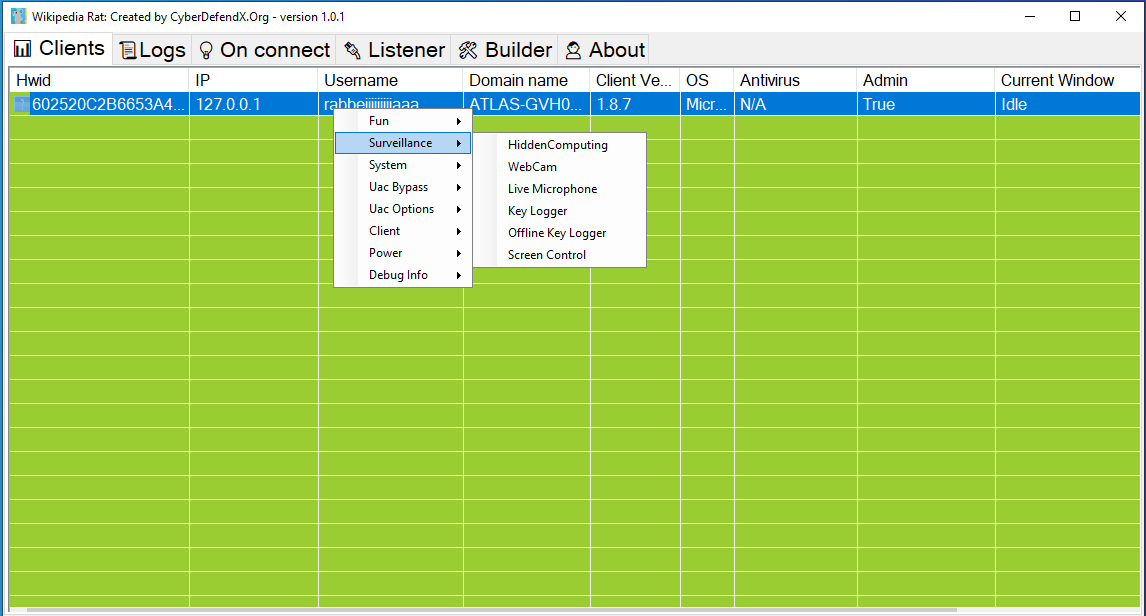 Wikipedia Rat: Created by CyberDefendX.Org - version 1.0.1
Clients Logs On connect Listener Builder About
Hwid IP Username Domain name Client Ve... OS Antivirus Admin Current Window
602520C2B6653A4... 127.0.0.1 ATLAS-GVH0... 1.8.7 Micr... N/A True Idle
Fun
Surveillance
System
Uac Bypass
Uac Options
Client
Power
Debug Info
HiddenComputing
WebCam
Live Microphone
Key Logger
Offline Key Logger
Screen Control